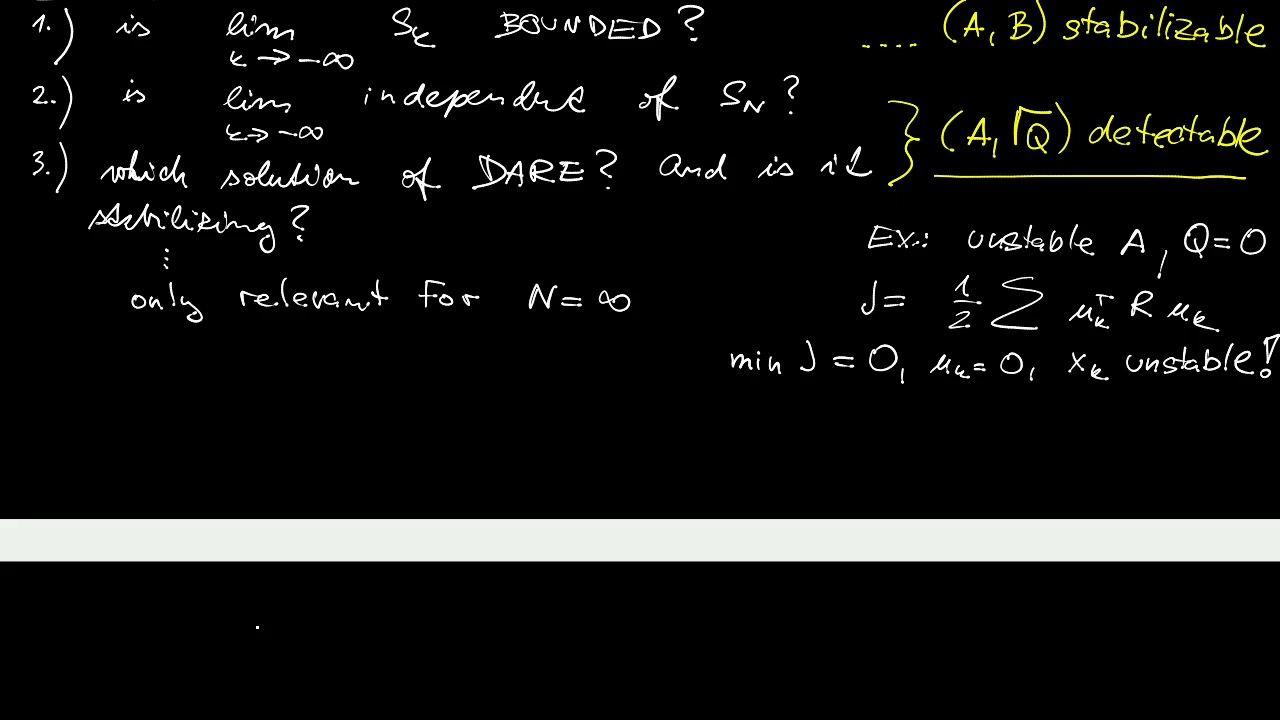 1.) is lim S_k BOUNDED? .... (A, B) stabilizable
k → -∞
2.) is lim independent of S_N?
k → -∞
} (A, √Q) detectable
3.) which solution of DARE? And is it
stabilizing?
⋮
only relevant for N = ∞
Ex.: unstable A, Q = 0
J = 1/2 ∑ u_k^T R u_k
min J = 0, u_k = 0, x_k unstable!